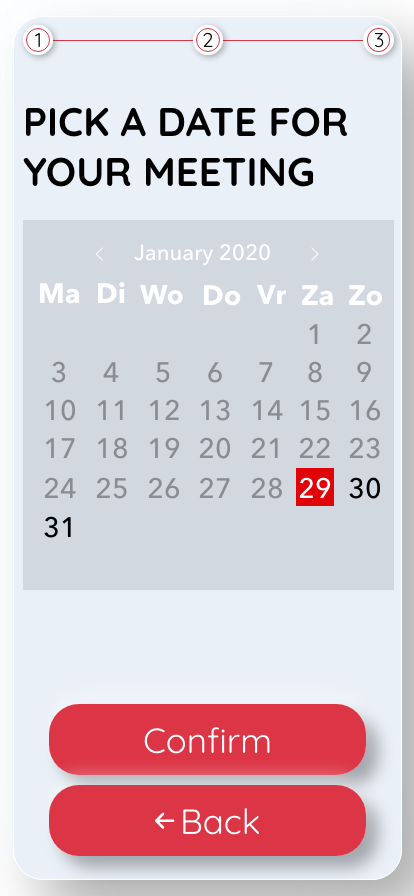 1 2 3
PICK A DATE FOR
YOUR MEETING
< January 2020 >
Ma Di Wo Do Vr Za Zo
1 2
3 4 5 6 7 8 9
10 11 12 13 14 15 16
17 18 19 20 21 22 23
24 25 26 27 28 29 30
31
Confirm
← Back